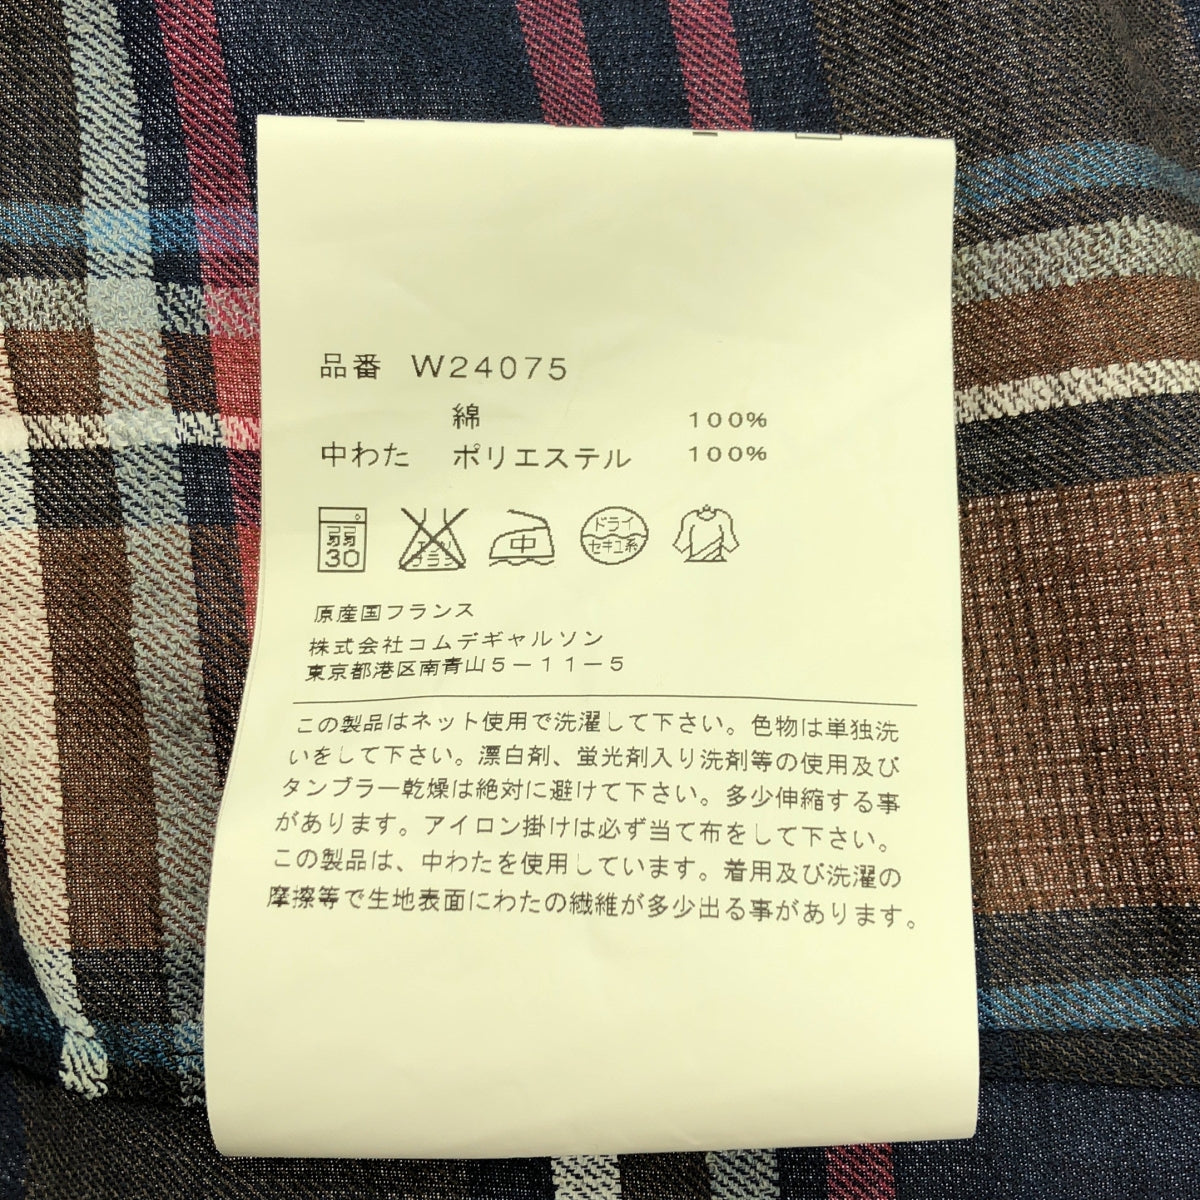 品番 W24075
綿 100%
中わた ポリエステル 100%
弱 30 エンソ サラシ 中 ドライ セキユ系
原産国フランス
株式会社コムデギャルソン
東京都港区南青山5-11-5
この製品はネット使用で洗濯して下さい。色物は単独洗
いをして下さい。漂白剤、蛍光剤入り洗剤等の使用及び
タンブラー乾燥は絶対に避けて下さい。多少伸縮する事
があります。アイロン掛けは必ず当て布をして下さい。
この製品は、中わたを使用しています。着用及び洗濯の
摩擦等で生地表面にわたの繊維が多少出る事があります。